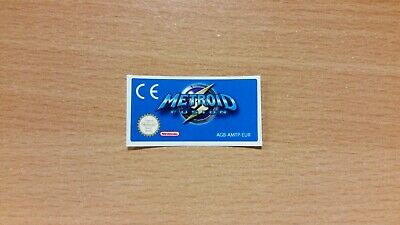 CE
METROID
FUSION
Nintendo
AGB-AMTP-EUR